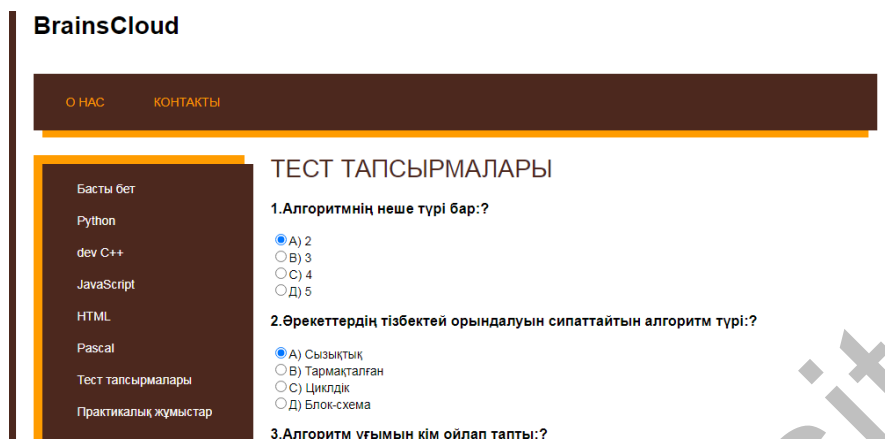 BrainsCloud
О НАС КОНТАКТЫ
Басты бет
Python
dev C++
JavaScript
HTML
Pascal
Тест тапсырмалары
Практикалық жұмыстар
ТЕСТ ТАПСЫРМАЛАРЫ
1.Алгоритмнің неше түрі бар:?
А) 2
В) 3
С) 4
Д) 5
2.Әрекеттердің тізбектей орындалуын сипаттайтын алгоритм түрі:?
А) Сызықтық
В) Тармақталған
С) Циклдік
Д) Блок-схема
3.Алгоритм ұғымын кім ойлап тапты:?